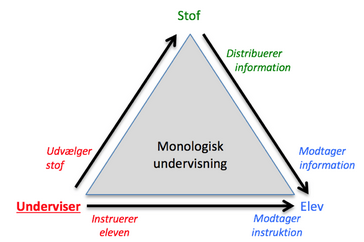 Stof
Distribuerer
information
Udvælger
stof
Monologisk
undervisning
Modtager
information
Underviser
Elev
Instruerer
eleven
Modtager
instruktion